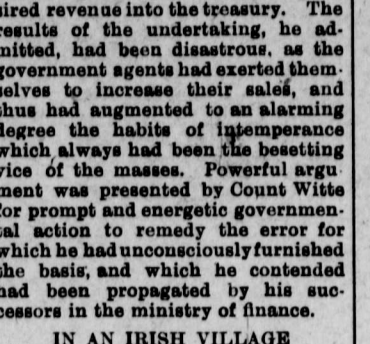 uired revenue into the treasury. The
results of the undertaking, he ad-
mitted, had been disastrous, as the
government agents had exerted them-
selves to increase their sales, and
thus had augmented to an alarming
degree the habits of intemperance
which always had been the besetting
vice of the masses. Powerful argu
ment was presented by Count Witte
for prompt and energetic governmen-
tal action to remedy the error for
which he had unconsciously furnished
the basis, and which he contended
had been propagated by his suc-
cessors in the ministry of finance.
IN AN IRISH VILLAGE